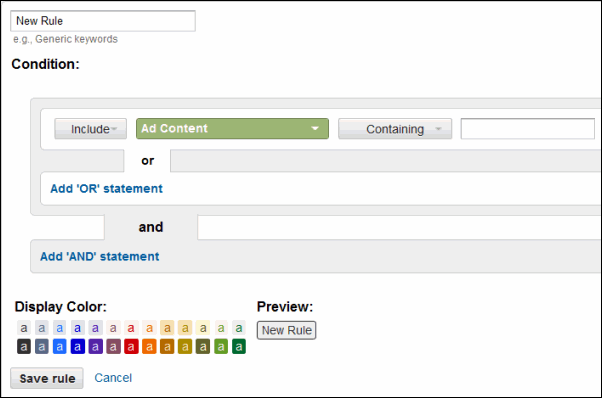 New Rule
e.g., Generic keywords
Condition:
Include Ad Content Containing
or
Add 'OR' statement
and
Add 'AND' statement
Display Color: Preview:
a a a a a a a a a a a a a
New Rule
a a a a a a a a a a a a a
Save rule Cancel